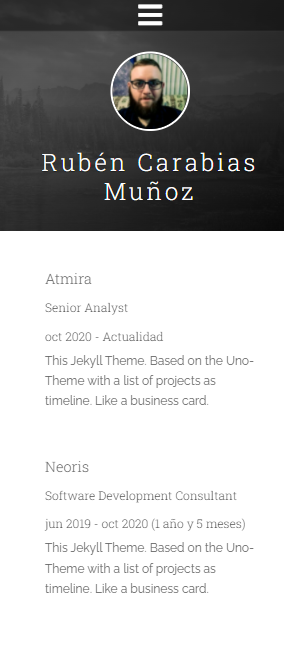 Rubén Carabias
Muñoz
Atmira
Senior Analyst
oct 2020 - Actualidad
This Jekyll Theme. Based on the Uno-
Theme with a list of projects as
timeline. Like a business card.
Neoris
Software Development Consultant
jun 2019 - oct 2020 (1 año y 5 meses)
This Jekyll Theme. Based on the Uno-
Theme with a list of projects as
timeline. Like a business card.